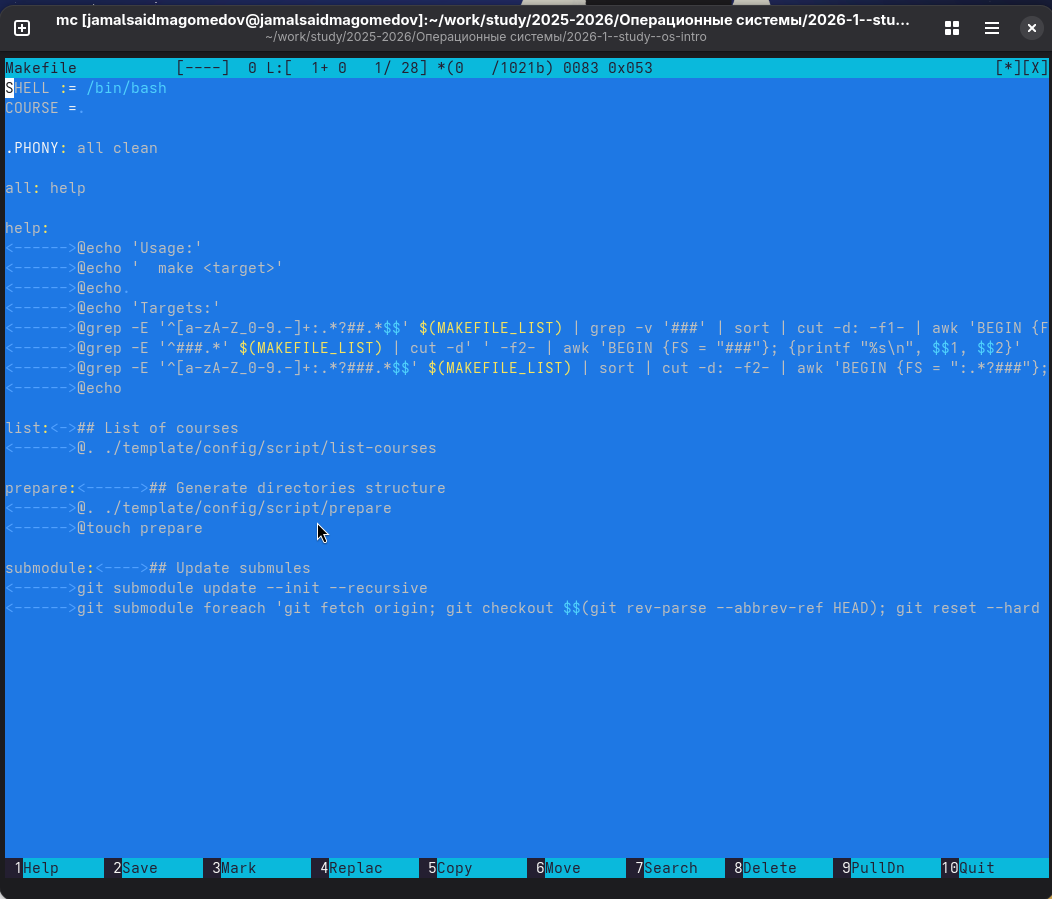 mc [jamalsaidmagomedov@jamalsaidmagomedov]:~/work/study/2025-2026/Операционные системы/2026-1--stu...
~/work/study/2025-2026/Операционные системы/2026-1--study--os-intro
Makefile [----] 0 L:[ 1+ 0 1/ 28] *(0 /1021b) 0083 0x053 [*][X]
SHELL := /bin/bash
COURSE =.
.PHONY: all clean
all: help
help:
<------>@echo 'Usage:'
<------>@echo '  make <target>'
<------>@echo.
<------>@echo 'Targets:'
<------>@grep -E '^[a-zA-Z_0-9.-]+:.*?##.*$$' $(MAKEFILE_LIST) | grep -v '###' | sort | cut -d: -f1- | awk 'BEGIN {F
<------>@grep -E '^###.*' $(MAKEFILE_LIST) | cut -d' ' -f2- | awk 'BEGIN {FS = "###"}; {printf "%s\n", $$1, $$2}'
<------>@grep -E '^[a-zA-Z_0-9.-]+:.*?###.*$$' $(MAKEFILE_LIST) | sort | cut -d: -f2- | awk 'BEGIN {FS = ":.*?###"};
<------>@echo
list:<->## List of courses
<------>@. ./template/config/script/list-courses
prepare:<------>## Generate directories structure
<------>@. ./template/config/script/prepare
<------>@touch prepare
submodule:<---->## Update submules
<------>git submodule update --init --recursive
<------>git submodule foreach 'git fetch origin; git checkout $$(git rev-parse --abbrev-ref HEAD); git reset --hard
1Help 2Save 3Mark 4Replac 5Copy 6Move 7Search 8Delete 9PullDn 10Quit